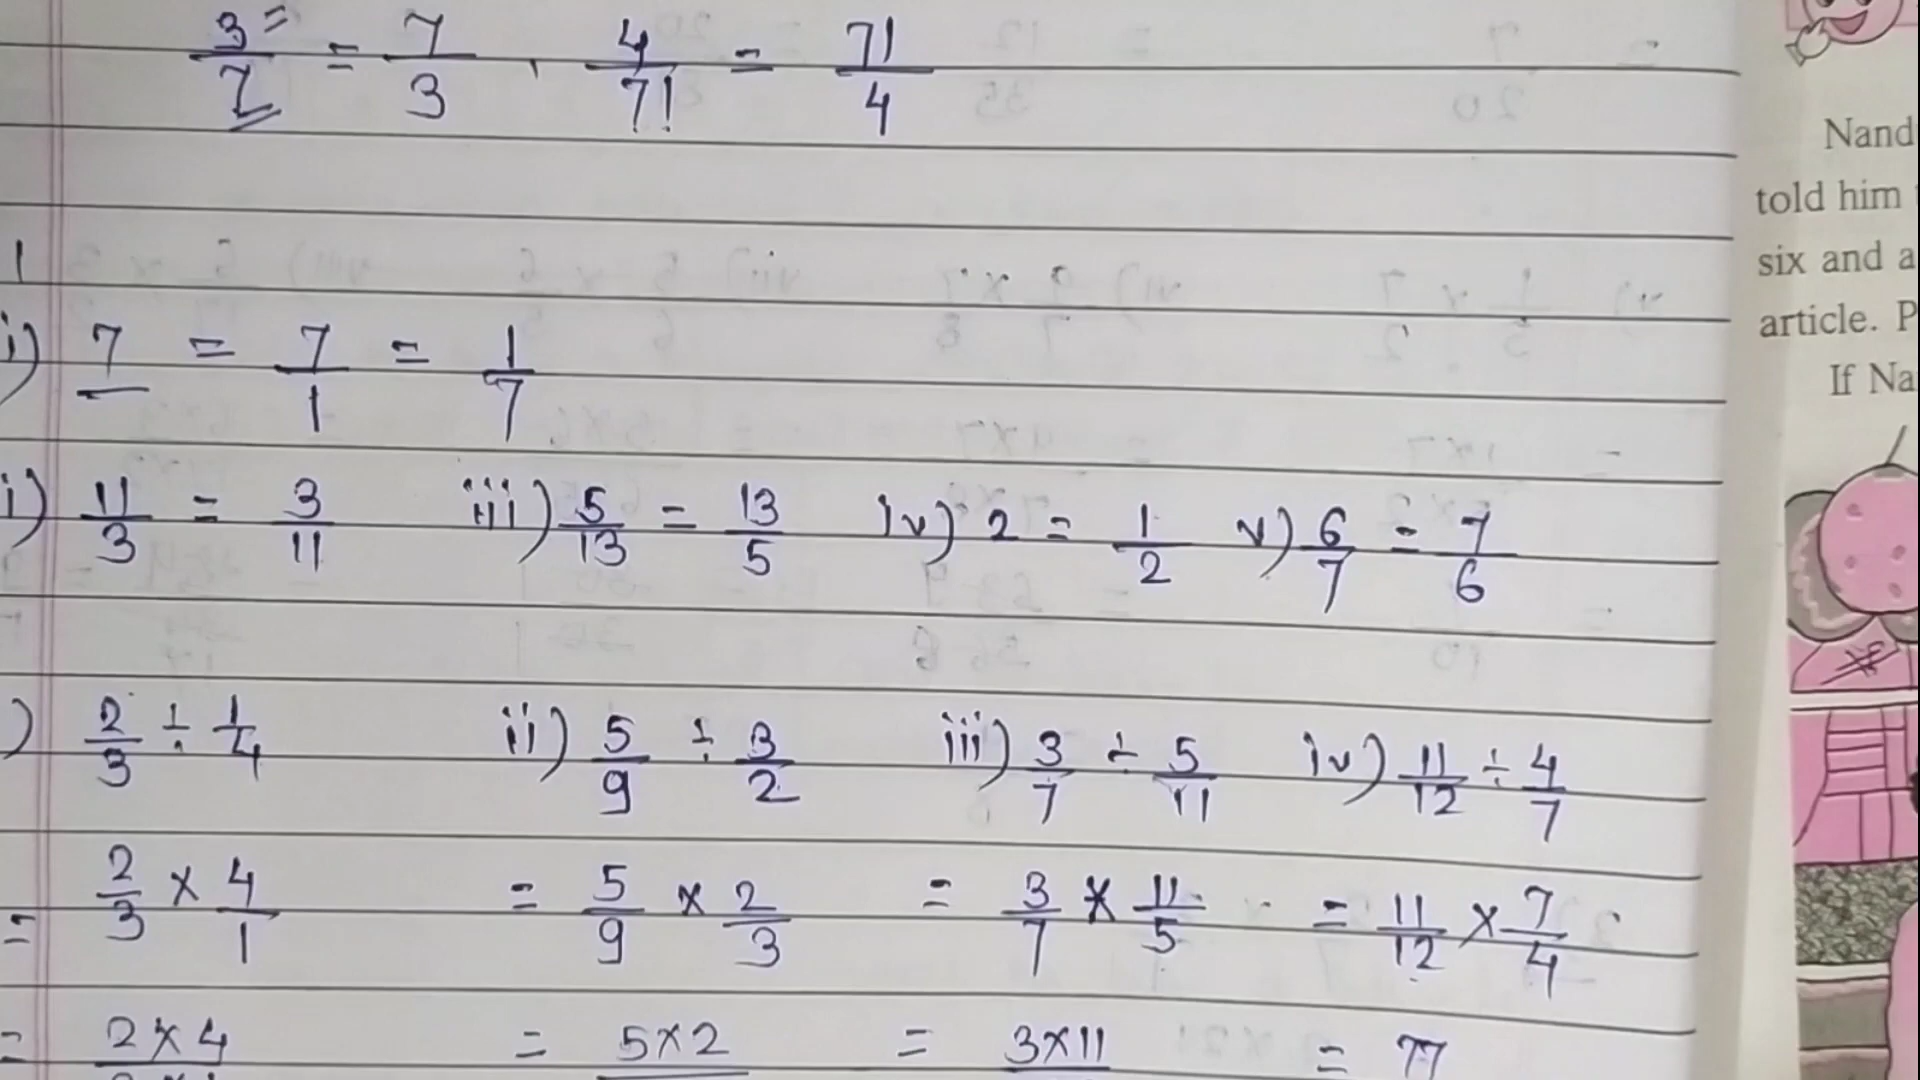 3/7 = 7/3 , 4/71 = 71/4
1
i) 7 = 7/1 = 1/7
i) 11/3 = 3/11 iii) 5/13 = 13/5 iv) 2 = 1/2 v) 6/7 = 7/6
) 2/3 ÷ 1/4 ii) 5/9 ÷ 3/2 iii) 3/7 ÷ 5/11 iv) 11/12 ÷ 4/7
= 2/3 × 4/1 = 5/9 × 2/3 = 3/7 × 11/5 = 11/12 × 7/4
= 2×4 = 5×2 = 3×11 = 77
Nand
told him
six and a
article. P
If Na